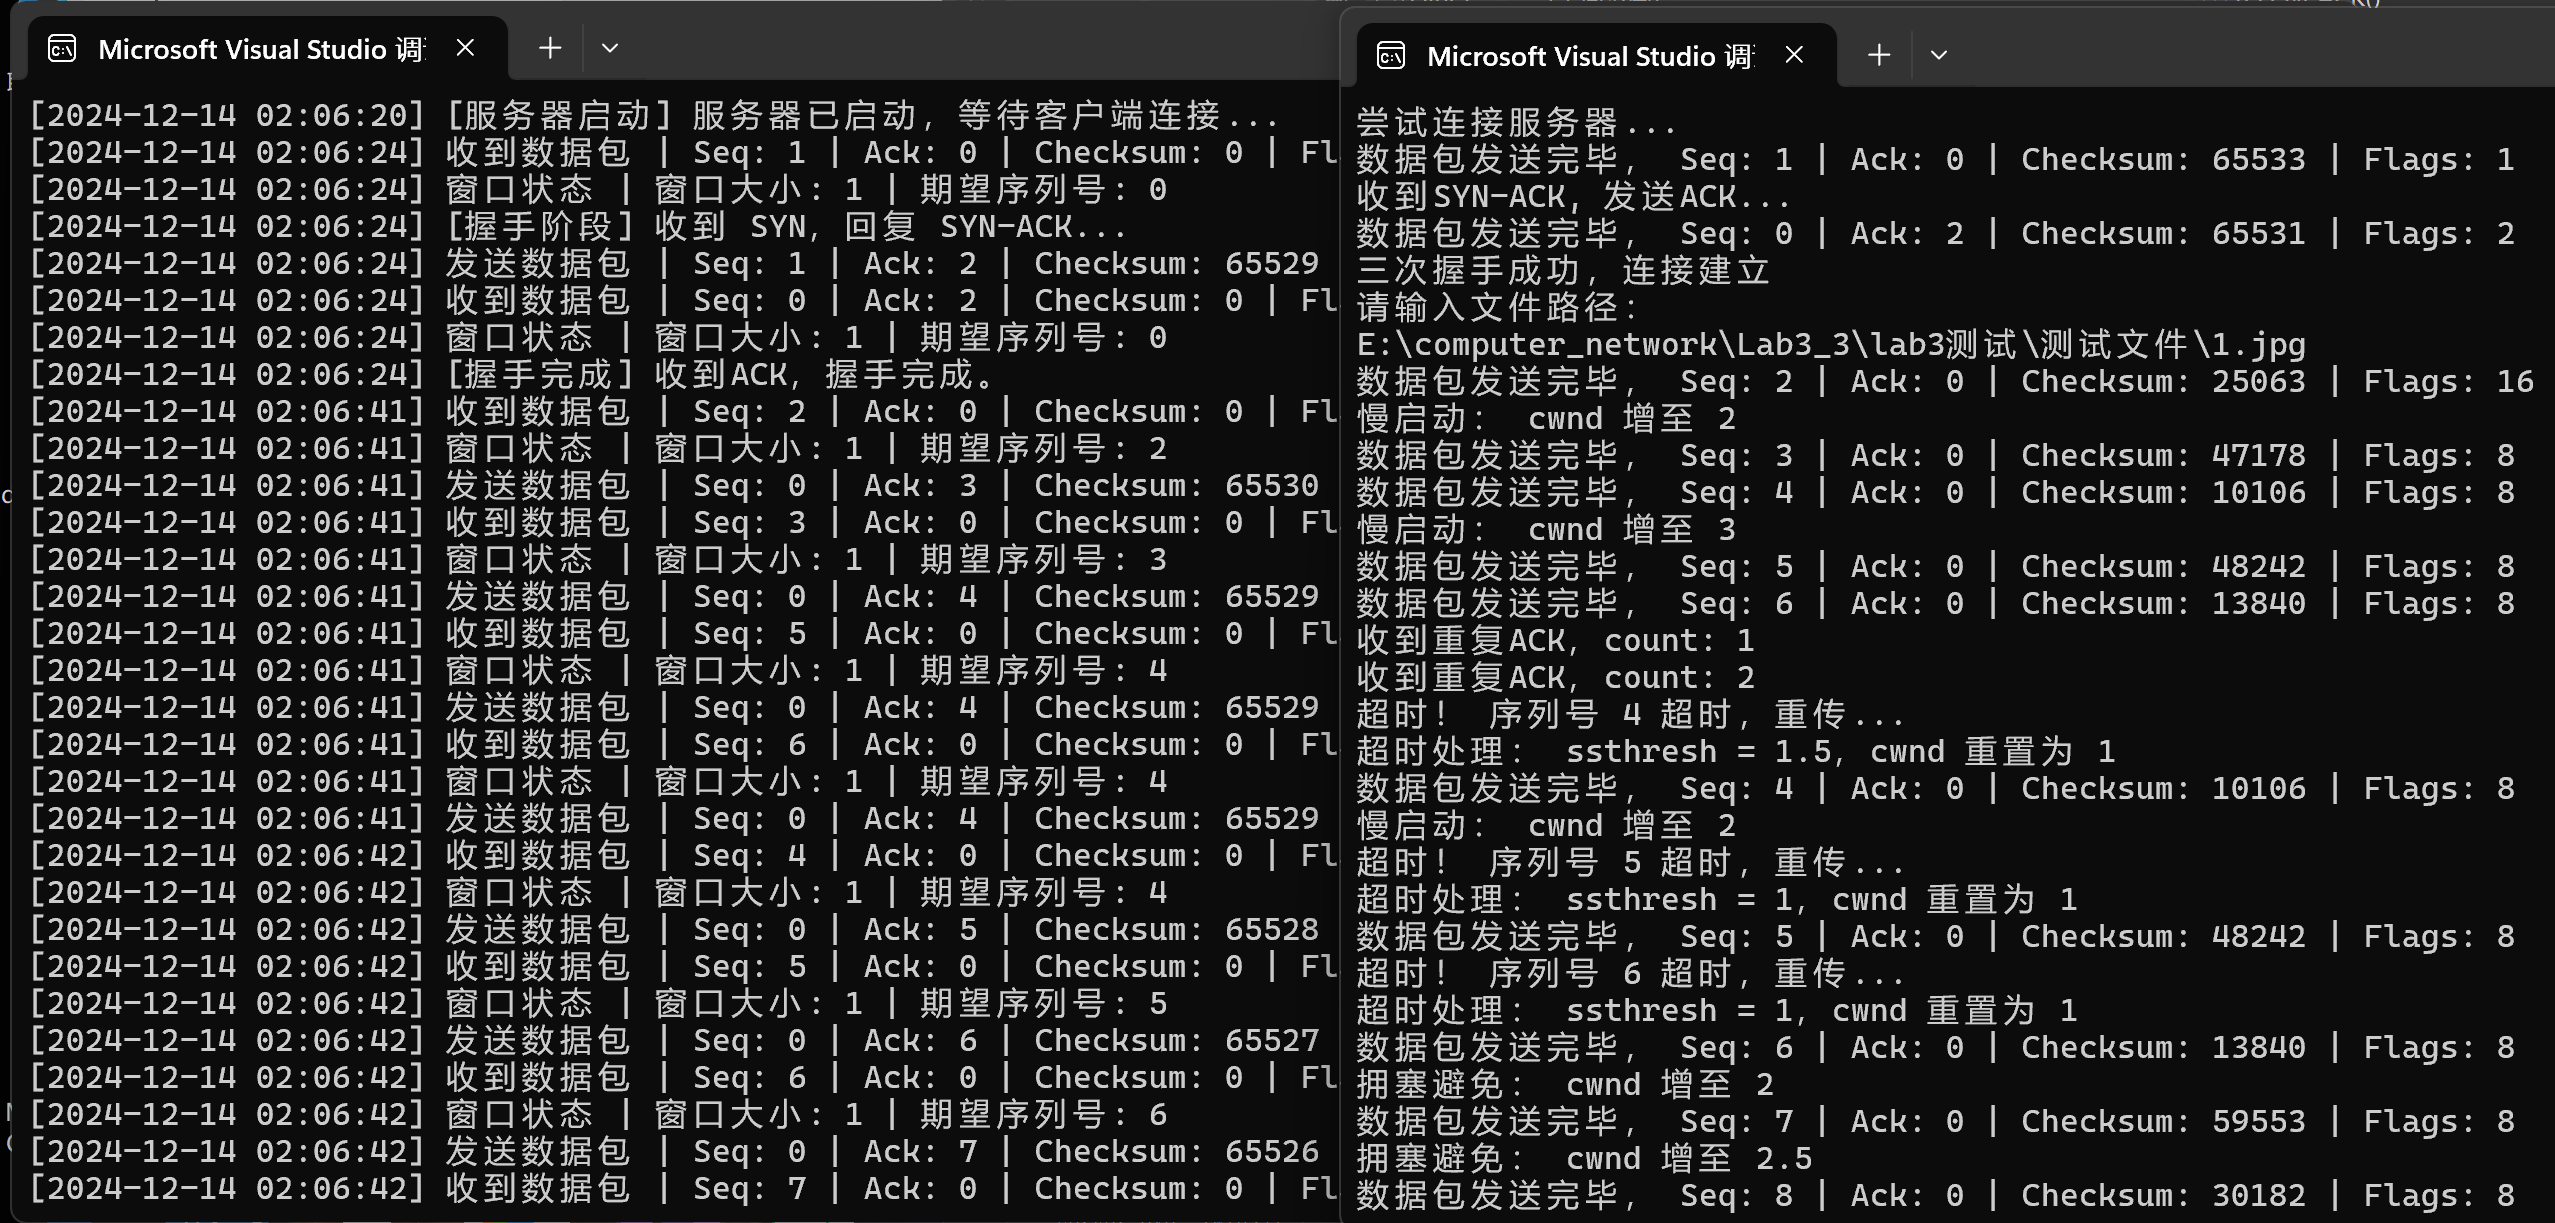 Microsoft Visual Studio 调
[2024-12-14 02:06:20] [服务器启动] 服务器已启动, 等待客户端连接...
[2024-12-14 02:06:24] 收到数据包 | Seq: 1 | Ack: 0 | Checksum: 0 | Fl
[2024-12-14 02:06:24] 窗口状态 | 窗口大小: 1 | 期望序列号: 0
[2024-12-14 02:06:24] [握手阶段] 收到 SYN, 回复 SYN-ACK...
[2024-12-14 02:06:24] 发送数据包 | Seq: 1 | Ack: 2 | Checksum: 65529
[2024-12-14 02:06:24] 收到数据包 | Seq: 0 | Ack: 2 | Checksum: 0 | Fl
[2024-12-14 02:06:24] 窗口状态 | 窗口大小: 1 | 期望序列号: 0
[2024-12-14 02:06:24] [握手完成] 收到ACK, 握手完成。
[2024-12-14 02:06:41] 收到数据包 | Seq: 2 | Ack: 0 | Checksum: 0 | Fl
[2024-12-14 02:06:41] 窗口状态 | 窗口大小: 1 | 期望序列号: 2
[2024-12-14 02:06:41] 发送数据包 | Seq: 0 | Ack: 3 | Checksum: 65530
[2024-12-14 02:06:41] 收到数据包 | Seq: 3 | Ack: 0 | Checksum: 0 | Fl
[2024-12-14 02:06:41] 窗口状态 | 窗口大小: 1 | 期望序列号: 3
[2024-12-14 02:06:41] 发送数据包 | Seq: 0 | Ack: 4 | Checksum: 65529
[2024-12-14 02:06:41] 收到数据包 | Seq: 5 | Ack: 0 | Checksum: 0 | Fl
[2024-12-14 02:06:41] 窗口状态 | 窗口大小: 1 | 期望序列号: 4
[2024-12-14 02:06:41] 发送数据包 | Seq: 0 | Ack: 4 | Checksum: 65529
[2024-12-14 02:06:41] 收到数据包 | Seq: 6 | Ack: 0 | Checksum: 0 | Fl
[2024-12-14 02:06:41] 窗口状态 | 窗口大小: 1 | 期望序列号: 4
[2024-12-14 02:06:41] 发送数据包 | Seq: 0 | Ack: 4 | Checksum: 65529
[2024-12-14 02:06:42] 收到数据包 | Seq: 4 | Ack: 0 | Checksum: 0 | Fl
[2024-12-14 02:06:42] 窗口状态 | 窗口大小: 1 | 期望序列号: 4
[2024-12-14 02:06:42] 发送数据包 | Seq: 0 | Ack: 5 | Checksum: 65528
[2024-12-14 02:06:42] 收到数据包 | Seq: 5 | Ack: 0 | Checksum: 0 | Fl
[2024-12-14 02:06:42] 窗口状态 | 窗口大小: 1 | 期望序列号: 5
[2024-12-14 02:06:42] 发送数据包 | Seq: 0 | Ack: 6 | Checksum: 65527
[2024-12-14 02:06:42] 收到数据包 | Seq: 6 | Ack: 0 | Checksum: 0 | Fl
[2024-12-14 02:06:42] 窗口状态 | 窗口大小: 1 | 期望序列号: 6
[2024-12-14 02:06:42] 发送数据包 | Seq: 0 | Ack: 7 | Checksum: 65526
[2024-12-14 02:06:42] 收到数据包 | Seq: 7 | Ack: 0 | Checksum: 0 | Fl
Microsoft Visual Studio 调
尝试连接服务器...
数据包发送完毕, Seq: 1 | Ack: 0 | Checksum: 65533 | Flags: 1
收到SYN-ACK, 发送ACK...
数据包发送完毕, Seq: 0 | Ack: 2 | Checksum: 65531 | Flags: 2
三次握手成功, 连接建立
请输入文件路径:
E:\computer_network\Lab3_3\lab3测试\测试文件\1.jpg
数据包发送完毕, Seq: 2 | Ack: 0 | Checksum: 25063 | Flags: 16
慢启动: cwnd 增至 2
数据包发送完毕, Seq: 3 | Ack: 0 | Checksum: 47178 | Flags: 8
数据包发送完毕, Seq: 4 | Ack: 0 | Checksum: 10106 | Flags: 8
慢启动: cwnd 增至 3
数据包发送完毕, Seq: 5 | Ack: 0 | Checksum: 48242 | Flags: 8
数据包发送完毕, Seq: 6 | Ack: 0 | Checksum: 13840 | Flags: 8
收到重复ACK, count: 1
收到重复ACK, count: 2
超时! 序列号 4 超时, 重传...
超时处理: ssthresh = 1.5, cwnd 重置为 1
数据包发送完毕, Seq: 4 | Ack: 0 | Checksum: 10106 | Flags: 8
慢启动: cwnd 增至 2
超时! 序列号 5 超时, 重传...
超时处理: ssthresh = 1, cwnd 重置为 1
数据包发送完毕, Seq: 5 | Ack: 0 | Checksum: 48242 | Flags: 8
超时! 序列号 6 超时, 重传...
超时处理: ssthresh = 1, cwnd 重置为 1
数据包发送完毕, Seq: 6 | Ack: 0 | Checksum: 13840 | Flags: 8
拥塞避免: cwnd 增至 2
数据包发送完毕, Seq: 7 | Ack: 0 | Checksum: 59553 | Flags: 8
拥塞避免: cwnd 增至 2.5
数据包发送完毕, Seq: 8 | Ack: 0 | Checksum: 30182 | Flags: 8